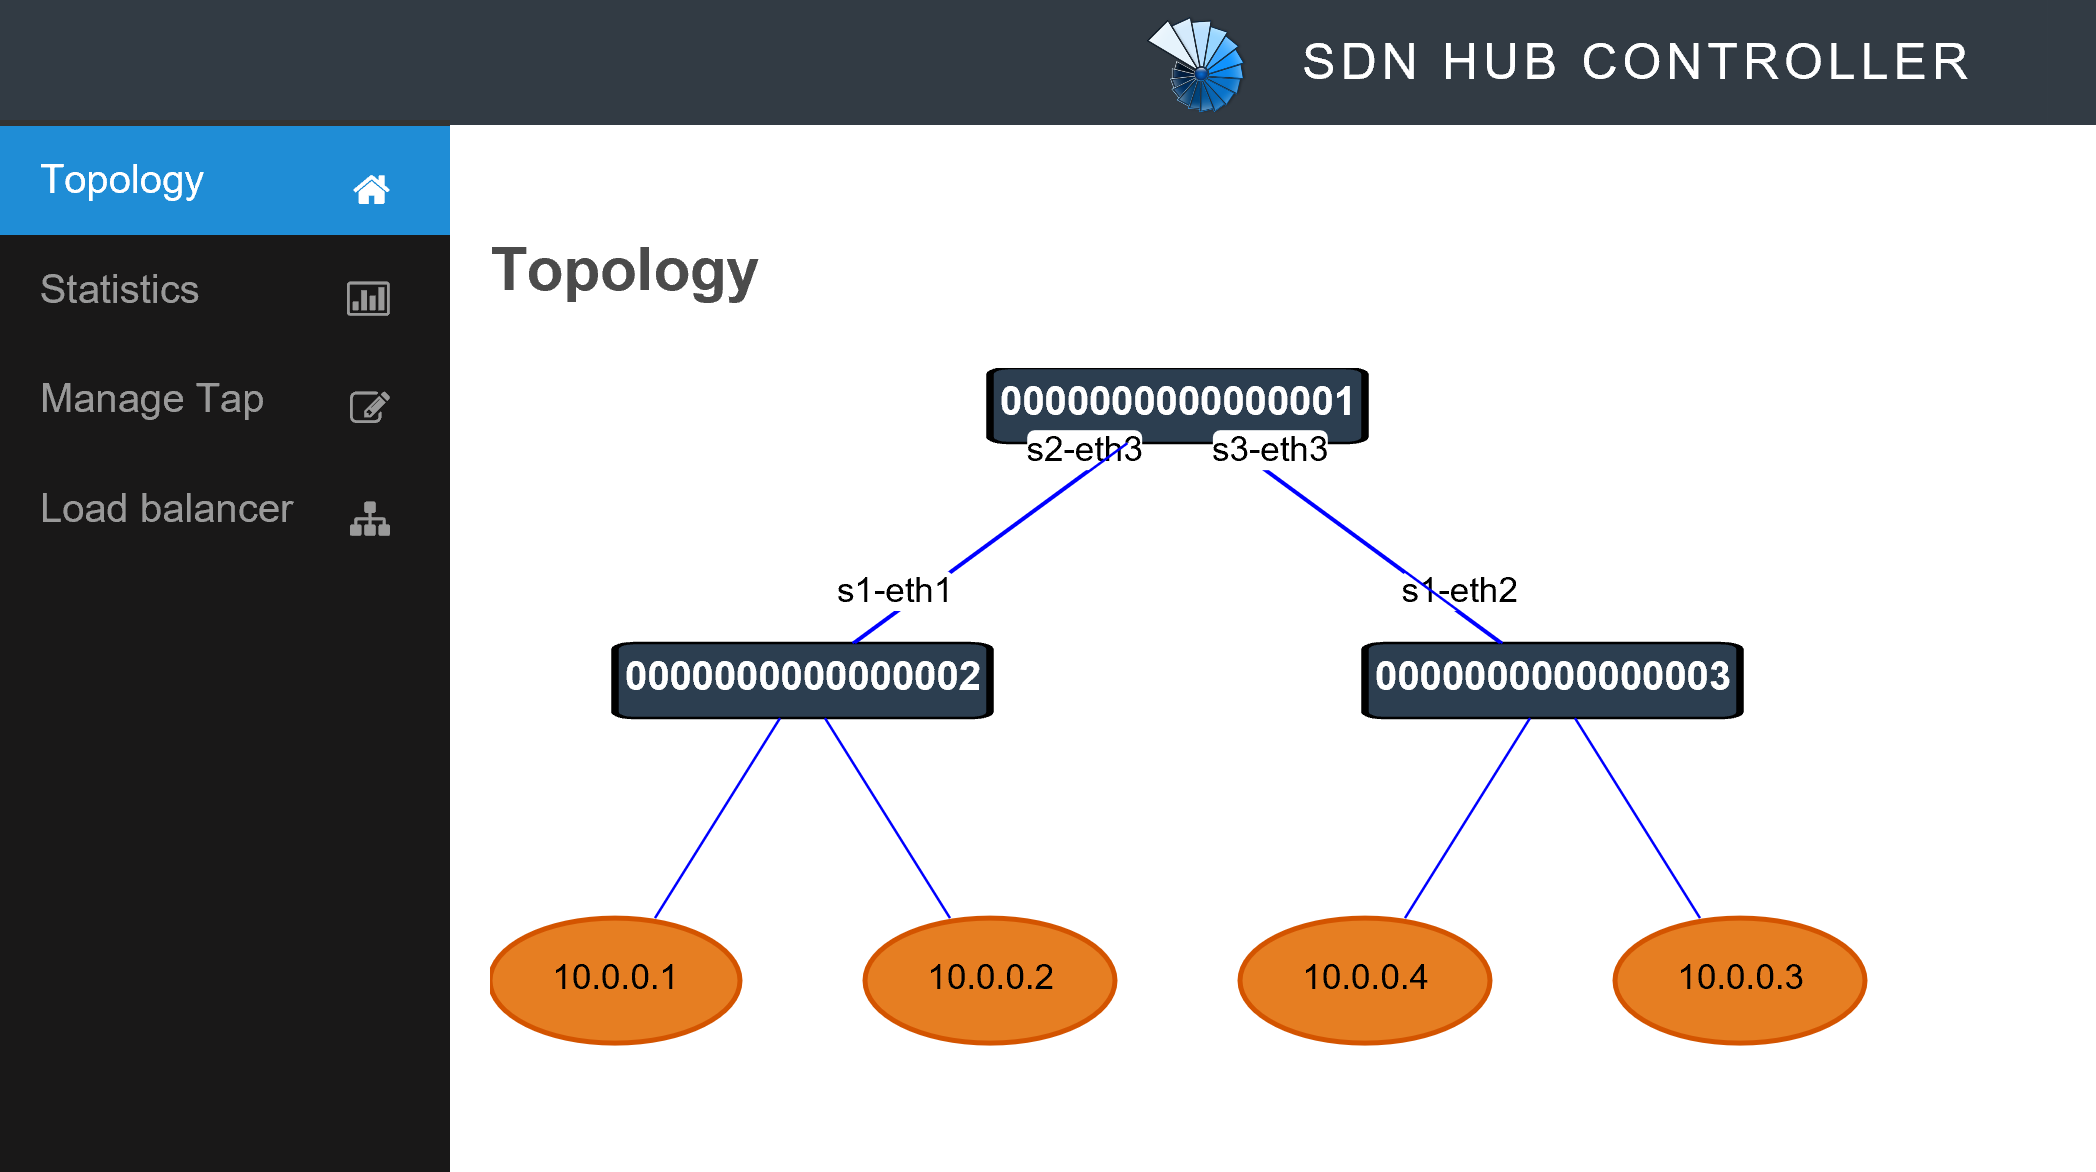 SDN HUB CONTROLLER
Topology
Statistics
Manage Tap
Load balancer
Topology
0000000000000001
s2-eth3 s3-eth3
s1-eth1 s1-eth2
0000000000000002 0000000000000003
10.0.0.1 10.0.0.2 10.0.0.4 10.0.0.3